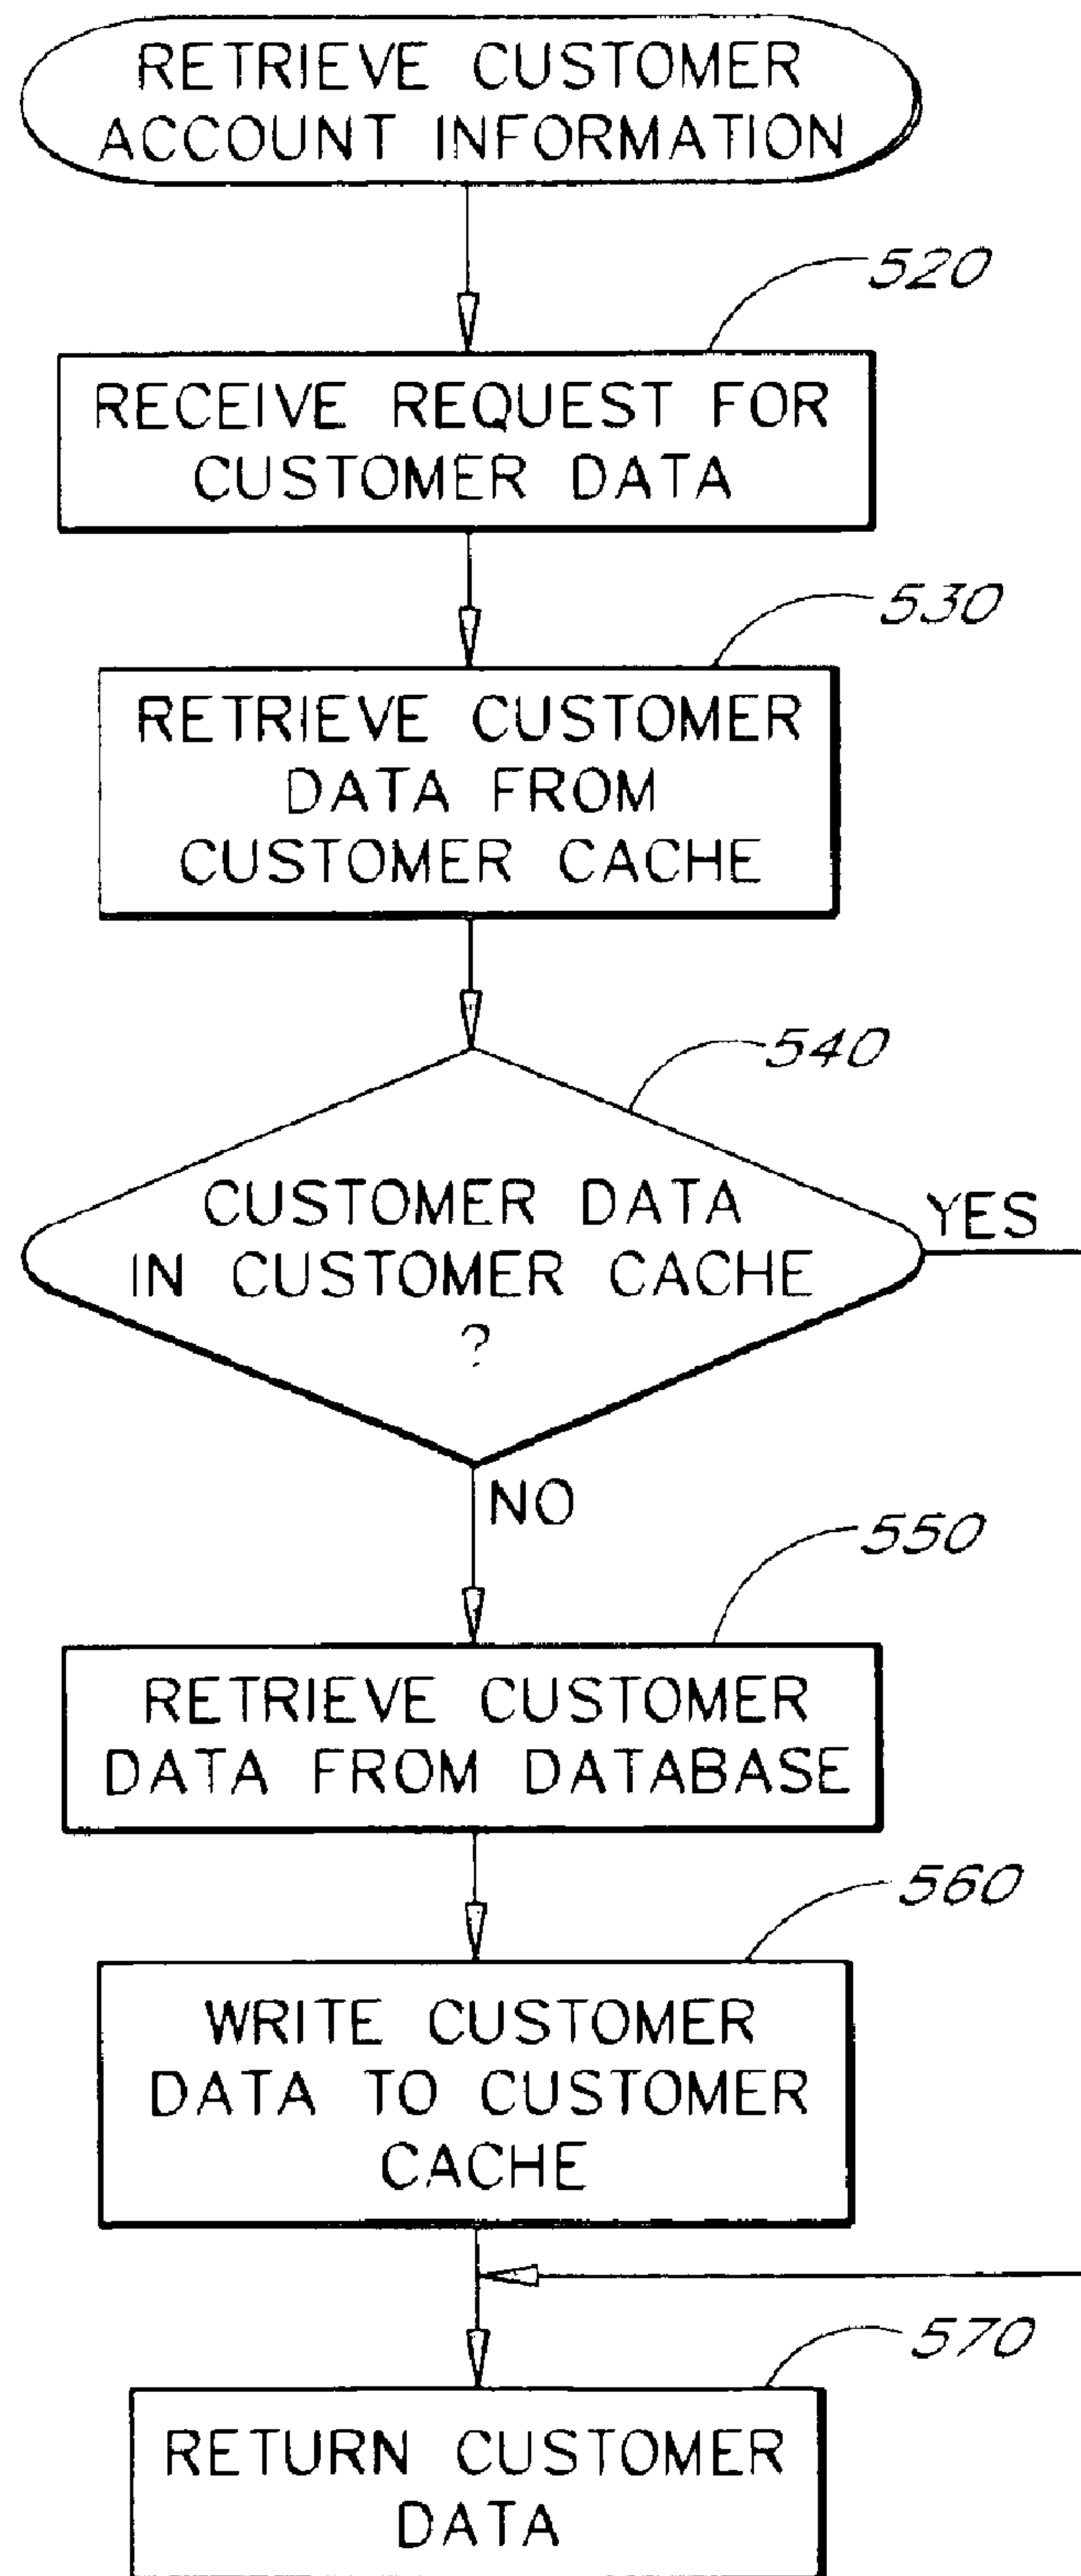 RETRIEVE CUSTOMER
ACCOUNT INFORMATION
520
RECEIVE REQUEST FOR
CUSTOMER DATA
530
RETRIEVE CUSTOMER
DATA FROM
CUSTOMER CACHE
540
CUSTOMER DATA
IN CUSTOMER CACHE
?
YES
NO
550
RETRIEVE CUSTOMER
DATA FROM DATABASE
560
WRITE CUSTOMER
DATA TO CUSTOMER
CACHE
570
RETURN CUSTOMER
DATA